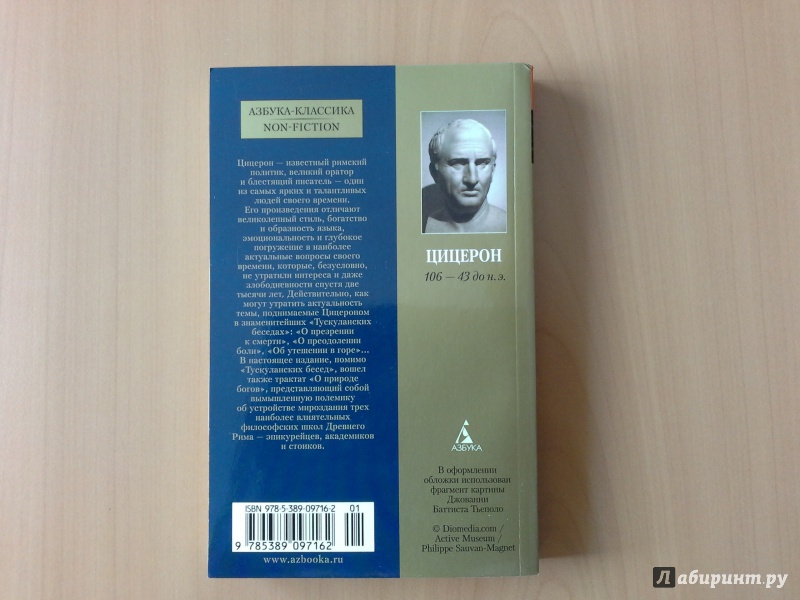 АЗБУКА-КЛАССИКА
NON-FICTION
Цицерон — известный римский
политик, великий оратор
и блестящий писатель — один
из самых ярких и талантливых
людей своего времени.
Его произведения отличают
великолепный стиль, богатство
и образность языка,
эмоциональность и глубокое
погружение в наиболее
актуальные вопросы своего
времени, которые, безусловно,
не утратили интереса и даже
злободневности спустя две
тысячи лет. Действительно, как
могут утратить актуальность
темы, поднимаемые Цицероном
в знаменитейших «Тускуланских
беседах»: «О презрении
к смерти», «О преодолении
боли», «Об утешении в горе»...
В настоящее издание, помимо
«Тускуланских бесед», вошел
также трактат «О природе
богов», представляющий собой
вымышленную полемику
об устройстве мироздания трех
наиболее влиятельных
философских школ Древнего
Рима — эпикурейцев, академиков
и стоиков.
ISBN 978-5-389-09716-2
01
9 785389 097162
www.azbooka.ru
ЦИЦЕРОН
106 — 43 до н. э.
АЗБУКА
В оформлении
обложки использован
фрагмент картины
Джованни
Баттиста Тьеполо
© Diomedia.com /
Active Museum /
Philippe Sauvan-Magnet
Лабиринт.ру